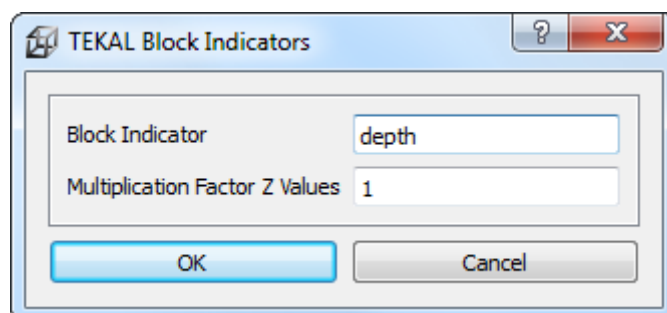 TEKAL Block Indicators
Block Indicator depth
Multiplication Factor Z Values 1
OK Cancel